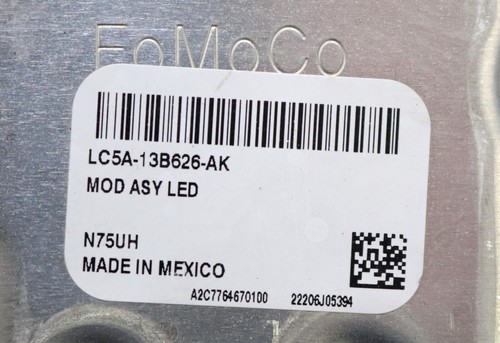 FoMoCo
LC5A-13B626-AK
MOD ASY LED
N75UH
MADE IN MEXICO
A2C7764670100 22206J05394